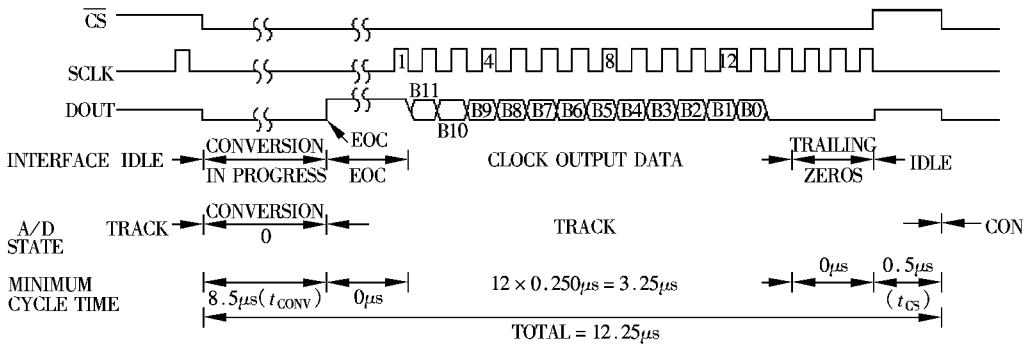 CS
SCLK
1 4 8 12
DOUT
B11
B10 B9 B8 B7 B6 B5 B4 B3 B2 B1 B0
EOC
INTERFACE IDLE
CONVERSION
IN PROGRESS
EOC
CLOCK OUTPUT DATA
TRAILING
ZEROS
IDLE
A/D
STATE
TRACK
CONVERSION
0
TRACK
CON
MINIMUM
CYCLE TIME
8.5μs(tCONV)
0μs
12×0.250μs=3.25μs
0μs
0.5μs
(tCS)
TOTAL=12.25μs